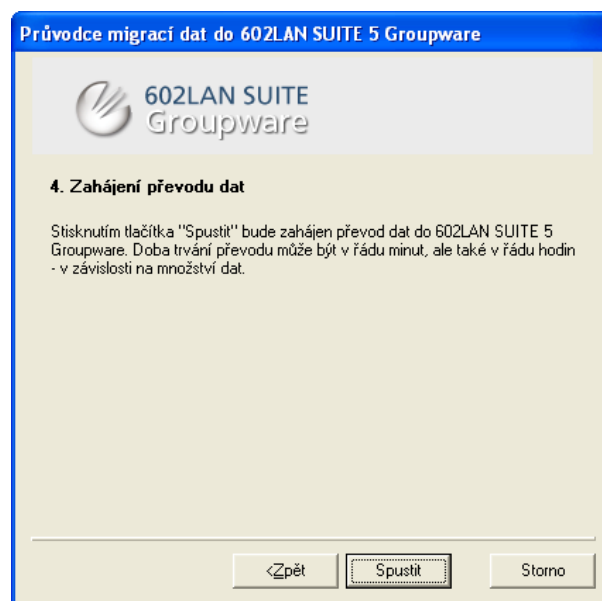 Průvodce migrací dat do 602LAN SUITE 5 Groupware
602LAN SUITE
Groupware
4. Zahájení převodu dat
Stisknutím tlačítka "Spustit" bude zahájen převod dat do 602LAN SUITE 5
Groupware. Doba trvání převodu může být v řádu minut, ale také v řádu hodin
- v závislosti na množství dat.
<Zpět
Spustit
Storno